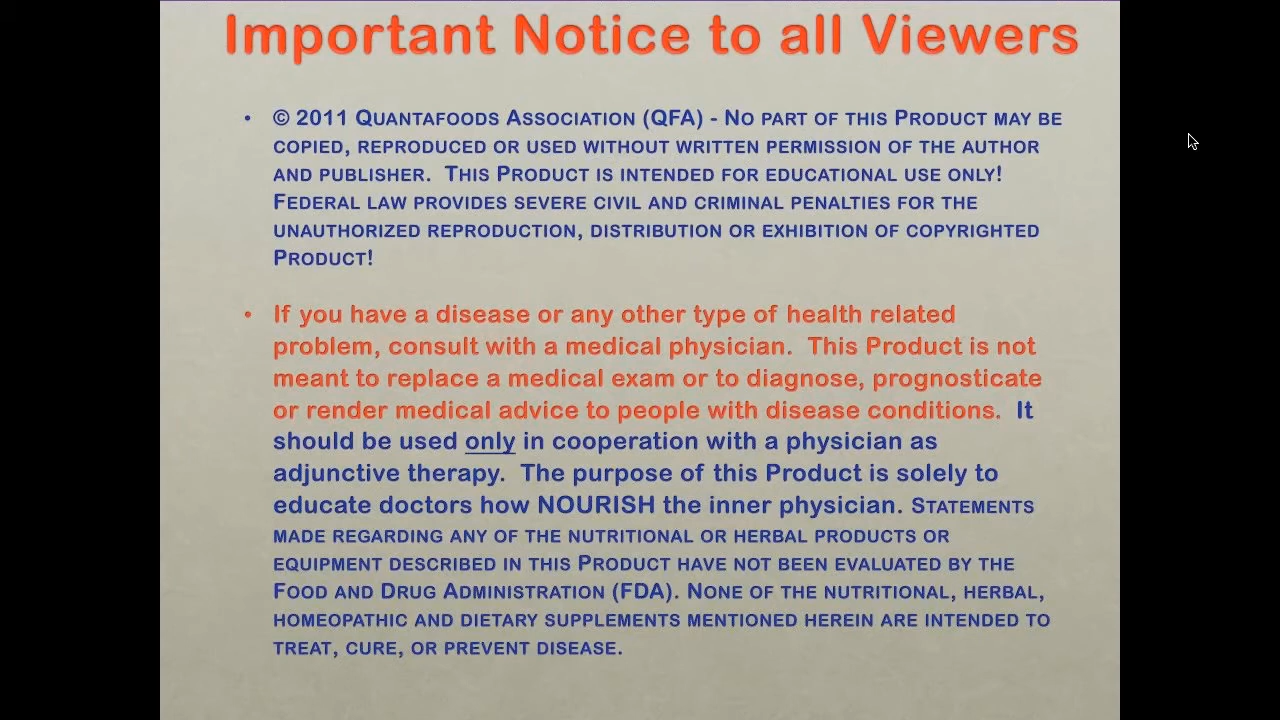 Important Notice to all Viewers
• © 2011 Quantafoods Association (QFA) - No part of this Product may be
copied, reproduced or used without written permission of the author
and publisher.  This Product is intended for educational use only!
Federal law provides severe civil and criminal penalties for the
unauthorized reproduction, distribution or exhibition of copyrighted
Product!
• If you have a disease or any other type of health related
problem, consult with a medical physician.  This Product is not
meant to replace a medical exam or to diagnose, prognosticate
or render medical advice to people with disease conditions.  It
should be used only in cooperation with a physician as
adjunctive therapy.  The purpose of this Product is solely to
educate doctors how NOURISH the inner physician. Statements
made regarding any of the nutritional or herbal products or
equipment described in this Product have not been evaluated by the
Food and Drug Administration (FDA). None of the nutritional, herbal,
homeopathic and dietary supplements mentioned herein are intended to
treat, cure, or prevent disease.